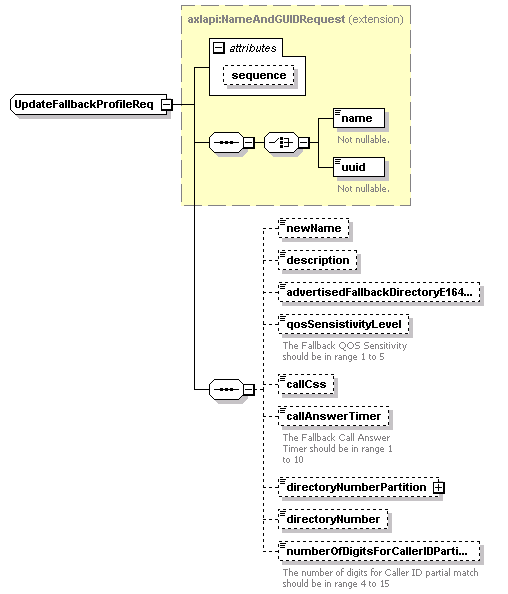 axlapi:NameAndGUIDRequest (extension)
attributes
sequence
UpdateFallbackProfileReq
name
Not nullable.
uuid
Not nullable.
newName
description
advertisedFallbackDirectoryE164...
qosSensistivityLevel
The Fallback QOS Sensitivity
should be in range 1 to 5
callCss
callAnswerTimer
The Fallback Call Answer
Timer should be in range 1
to 10
directoryNumberPartition
directoryNumber
numberOfDigitsForCallerIDParti...
The number of digits for Caller ID partial match
should be in range 4 to 15